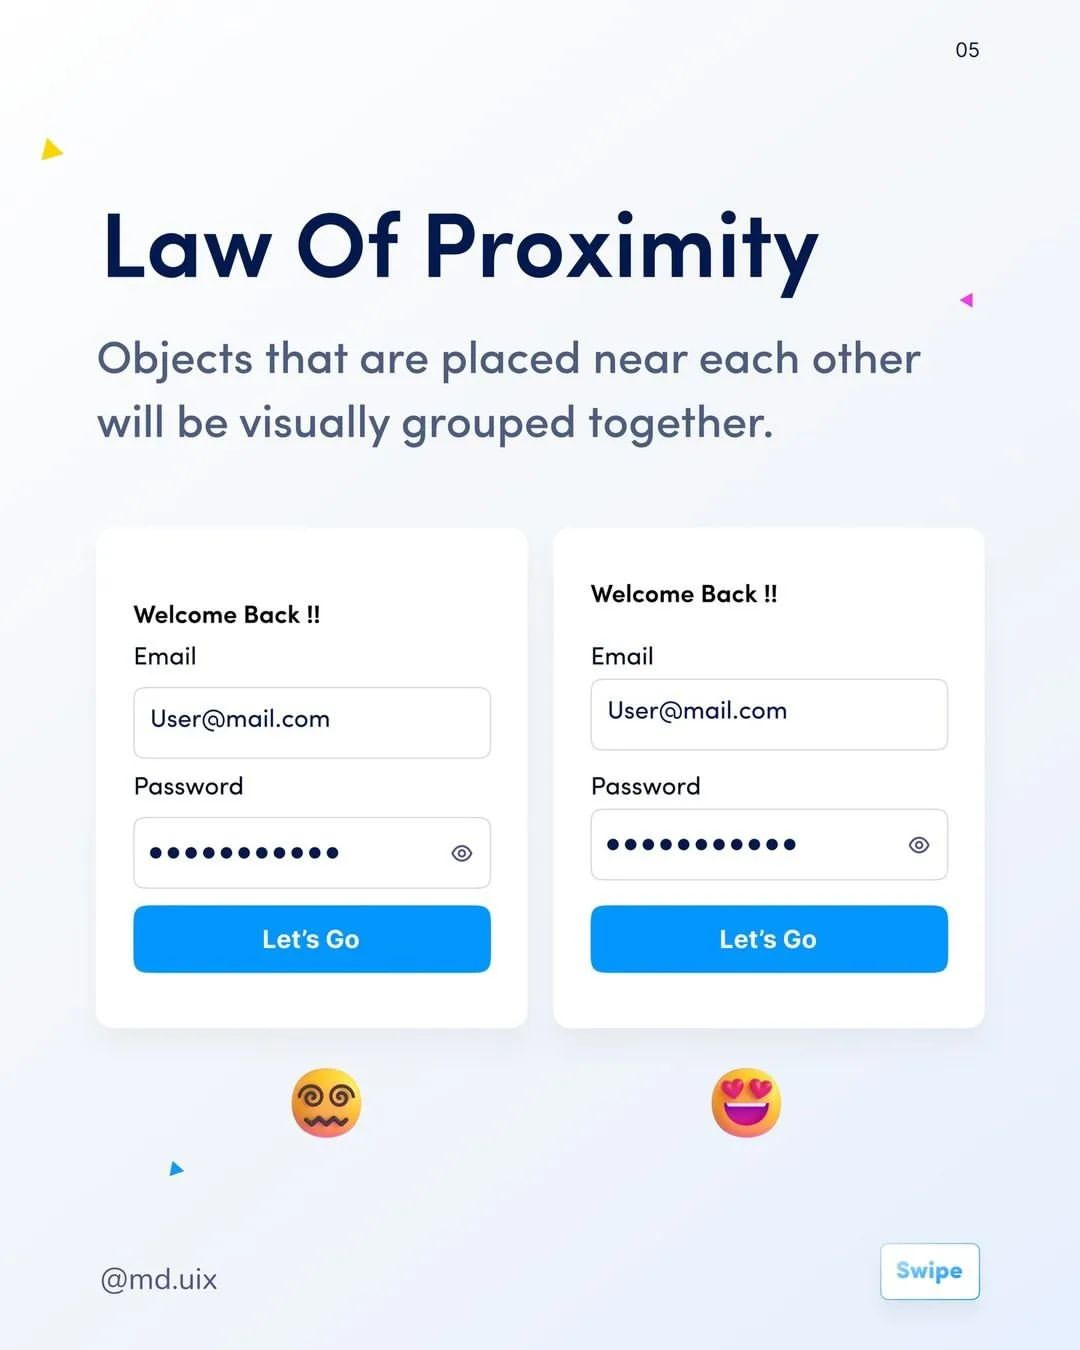 05
Law Of Proximity
Objects that are placed near each other
will be visually grouped together.
Welcome Back !!
Email
User@mail.com
Password
●●●●●●●●●●●
Let’s Go
Welcome Back !!
Email
User@mail.com
Password
●●●●●●●●●●●
Let’s Go
@md.uix
Swipe